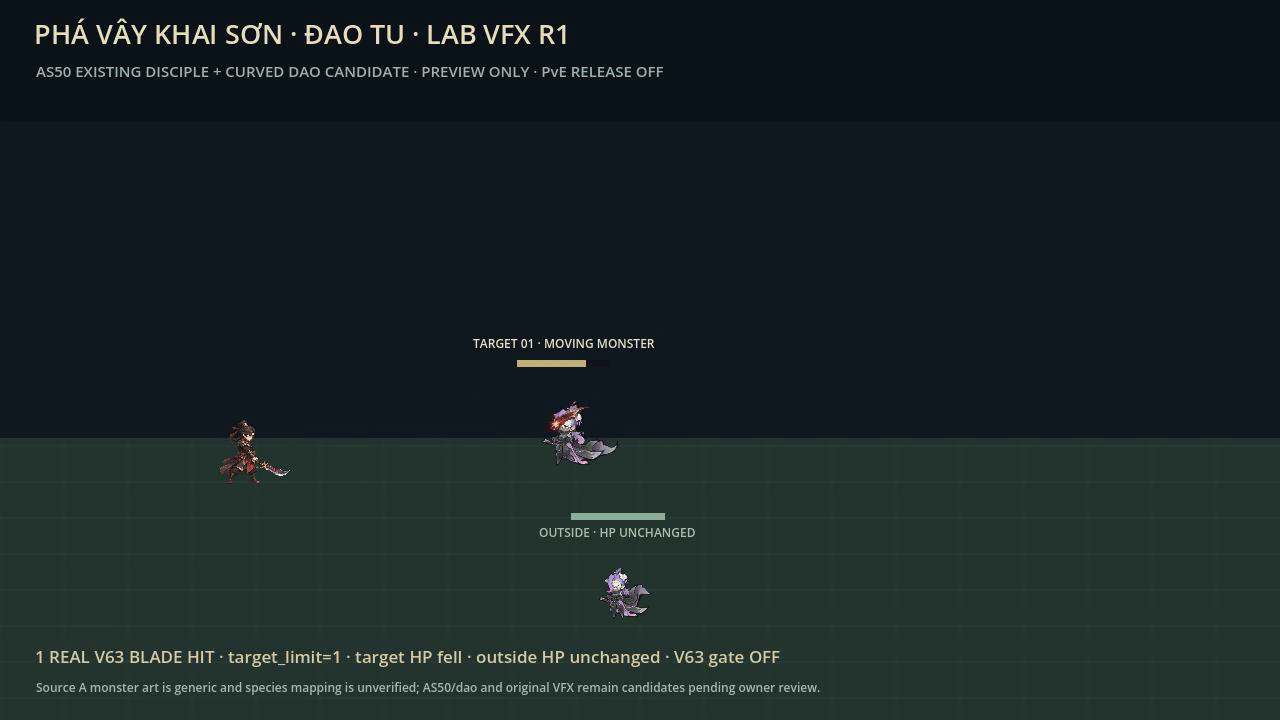 PHÁ VÂY KHAI SƠN · ĐAO TU · LAB VFX R1
AS50 EXISTING DISCIPLE + CURVED DAO CANDIDATE · PREVIEW ONLY · PvE RELEASE OFF
TARGET 01 · MOVING MONSTER
OUTSIDE · HP UNCHANGED
1 REAL V63 BLADE HIT · target_limit=1 · target HP fell · outside HP unchanged · V63 gate OFF
Source A monster art is generic and species mapping is unverified; AS50/dao and original VFX remain candidates pending owner review.